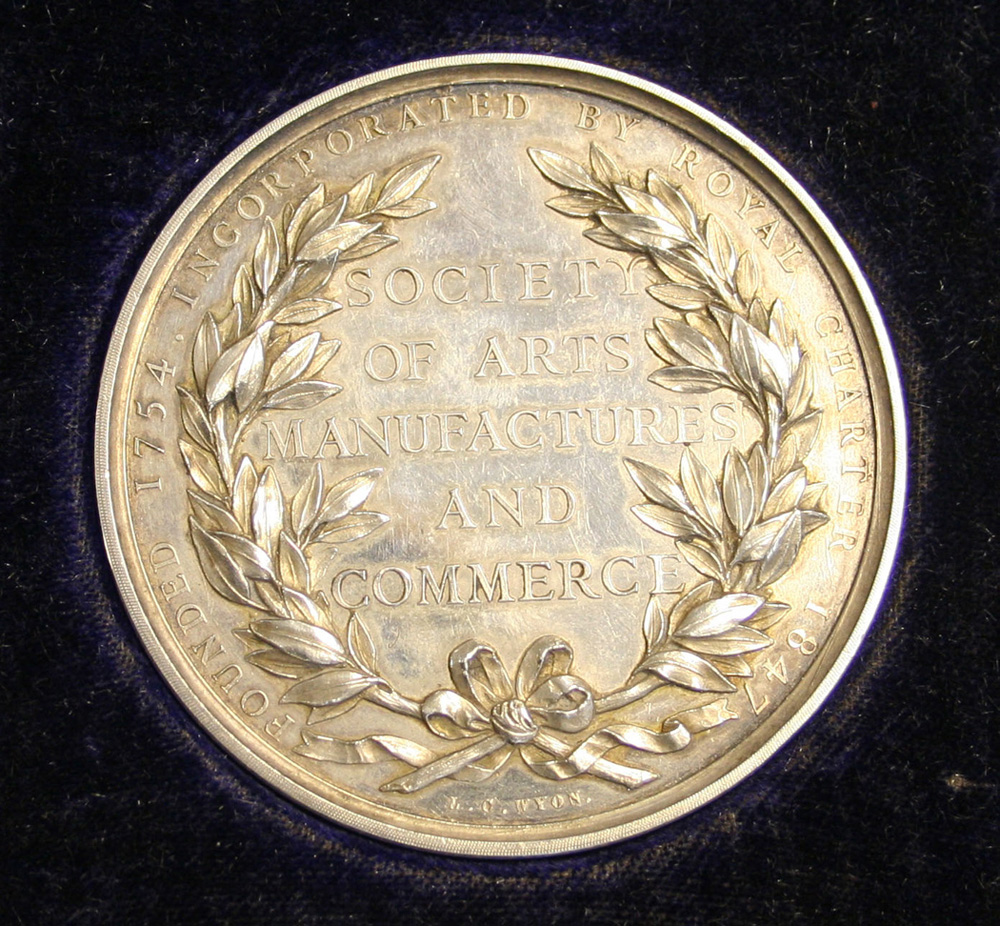 FOUNDED 1754. INCORPORATED BY ROYAL CHARTER 1847
SOCIETY
OF ARTS
MANUFACTURES
AND
COMMERCE
L. C. WYON.